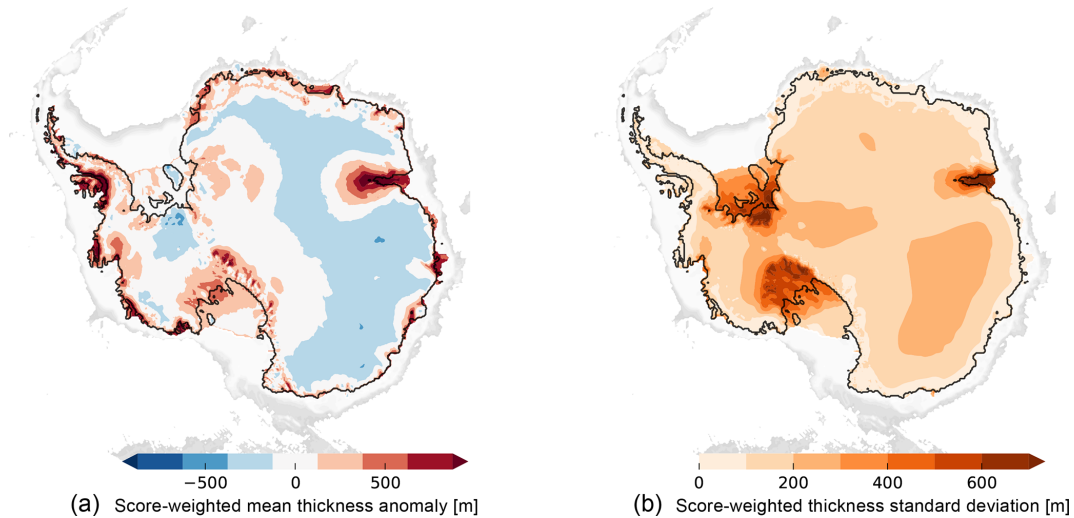 −500 0 500
(a) Score-weighted mean thickness anomaly [m]
0 200 400 600
(b) Score-weighted thickness standard deviation [m]